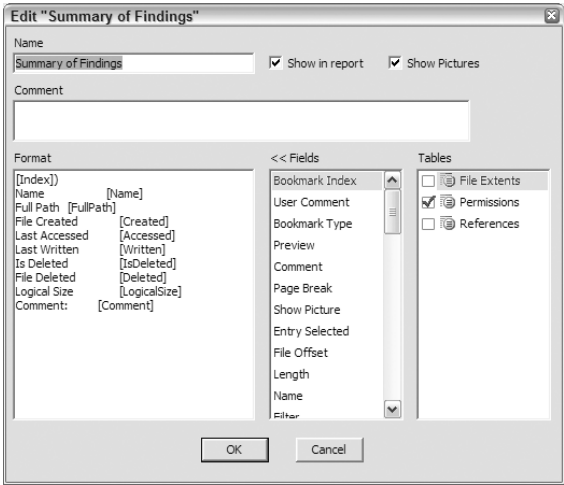 Edit "Summary of Findings"
Name
Summary of Findings
Show in report
Show Pictures
Comment
Format
[Index])
Name [Name]
Full Path [FullPath]
File Created [Created]
Last Accessed [Accessed]
Last Written [Written]
Is Deleted [IsDeleted]
File Deleted [Deleted]
Logical Size [LogicalSize]
Comment: [Comment]
<< Fields
Bookmark Index
User Comment
Bookmark Type
Preview
Comment
Page Break
Show Picture
Entry Selected
File Offset
Length
Name
Filter
Tables
File Extents
Permissions
References
OK
Cancel